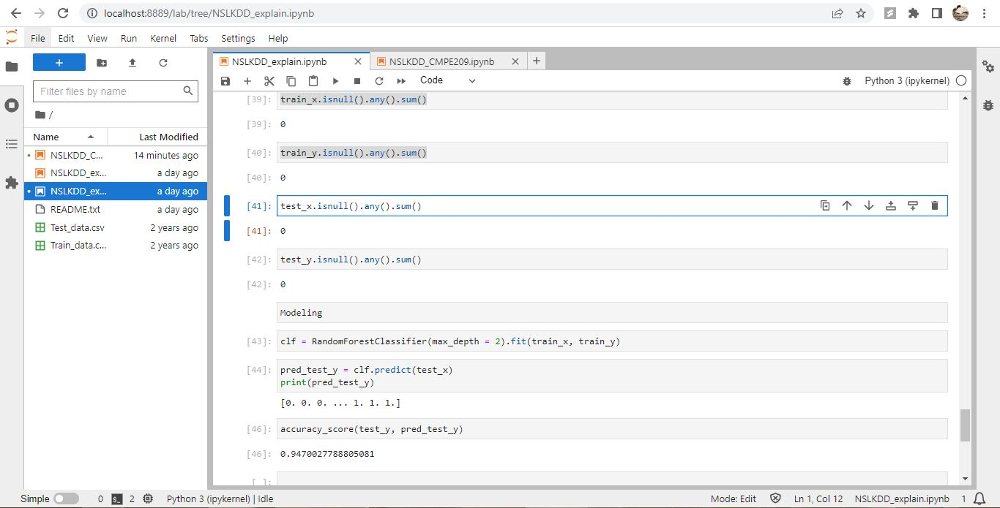 localhost:8889/lab/tree/NSLKDD_explain.ipynb
File Edit View Run Kernel Tabs Settings Help
NSLKDD_explain.ipynb
NSLKDD_CMPE209.ipynb
Code
Python 3 (ipykernel)
Filter files by name
/
Name Last Modified
NSLKDD_C... 14 minutes ago
NSLKDD_ex... a day ago
NSLKDD_ex... a day ago
README.txt a day ago
Test_data.csv 2 years ago
Train_data.c... 2 years ago
[39]: train_x.isnull().any().sum()
[39]: 0
[40]: train_y.isnull().any().sum()
[40]: 0
[41]: test_x.isnull().any().sum()
[41]: 0
[42]: test_y.isnull().any().sum()
[42]: 0
Modeling
[43]: clf = RandomForestClassifier(max_depth = 2).fit(train_x, train_y)
[44]: pred_test_y = clf.predict(test_x)
print(pred_test_y)
[0. 0. 0. ... 1. 1. 1.]
[46]: accuracy_score(test_y, pred_test_y)
[46]: 0.9470027788805081
[ ]:
Simple 0 $_ 2 Python 3 (ipykernel) | Idle Mode: Edit Ln 1, Col 12 NSLKDD_explain.ipynb 1